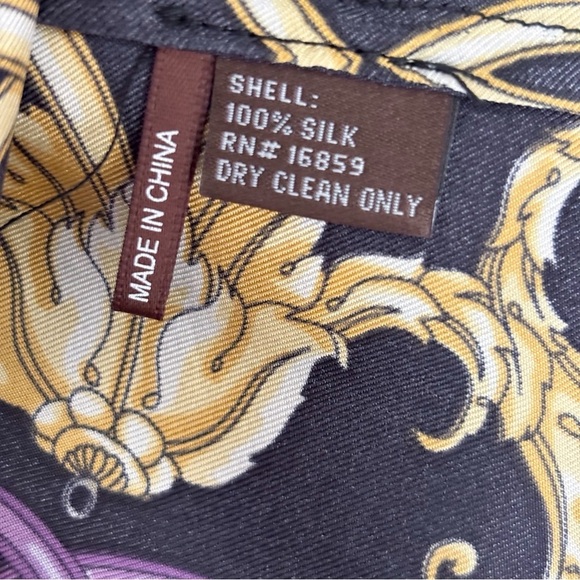 SHELL:
100% SILK
RN# 16859
DRY CLEAN ONLY
MADE IN CHINA